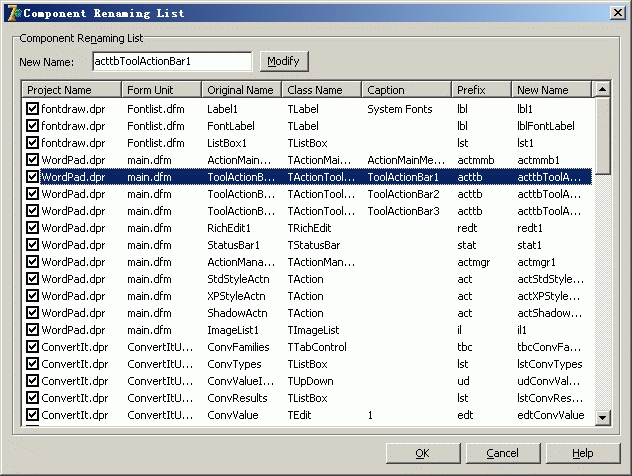 Component Renaming List
Component Renaming List
New Name: acttbToolActionBar1 Modify
Project Name Form Unit Original Name Class Name Caption Prefix New Name
fontdraw.dpr Fontlist.dfm Label1 TLabel System Fonts lbl lbl1
fontdraw.dpr Fontlist.dfm FontLabel TLabel lbl lblFontLabel
fontdraw.dpr Fontlist.dfm ListBox1 TListBox lst lst1
WordPad.dpr main.dfm ActionMain... TActionMai... ActionMainMe... actmmb actmmb1
WordPad.dpr main.dfm ToolActionB... TActionTool... ToolActionBar1 acttb acttbToolA...
WordPad.dpr main.dfm ToolActionB... TActionTool... ToolActionBar2 acttb acttbToolA...
WordPad.dpr main.dfm ToolActionB... TActionTool... ToolActionBar3 acttb acttbToolA...
WordPad.dpr main.dfm RichEdit1 TRichEdit redt redt1
WordPad.dpr main.dfm StatusBar1 TStatusBar stat stat1
WordPad.dpr main.dfm ActionMana... TActionMan... actmgr actmgr1
WordPad.dpr main.dfm StdStyleActn TAction act actStdStyle...
WordPad.dpr main.dfm XPStyleActn TAction act actXPStyle...
WordPad.dpr main.dfm ShadowActn TAction act actShadow...
WordPad.dpr main.dfm ImageList1 TImageList il il1
ConvertIt.dpr ConvertItU... ConvFamilies TTabControl tbc tbcConvFa...
ConvertIt.dpr ConvertItU... ConvTypes TListBox lst lstConvTypes
ConvertIt.dpr ConvertItU... ConvValueI... TUpDown ud udConvVal...
ConvertIt.dpr ConvertItU... ConvResults TListBox lst lstConvRes...
ConvertIt.dpr ConvertItU... ConvValue TEdit 1 edt edtConvValue
OK Cancel Help